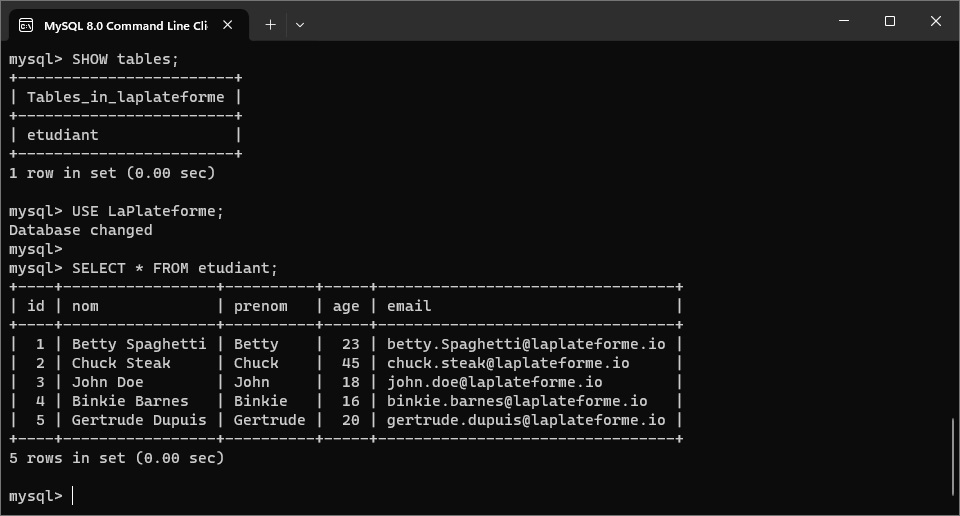 MySQL 8.0 Command Line Cli
mysql> SHOW tables;
+------------------------+
| Tables_in_laplateforme |
+------------------------+
| etudiant               |
+------------------------+
1 row in set (0.00 sec)

mysql> USE LaPlateforme;
Database changed
mysql>
mysql> SELECT * FROM etudiant;
+----+-----------------+----------+-----+---------------------------------+
| id | nom             | prenom   | age | email                           |
+----+-----------------+----------+-----+---------------------------------+
|  1 | Betty Spaghetti | Betty    |  23 | betty.Spaghetti@laplateforme.io |
|  2 | Chuck Steak     | Chuck    |  45 | chuck.steak@laplateforme.io     |
|  3 | John Doe        | John     |  18 | john.doe@laplateforme.io        |
|  4 | Binkie Barnes   | Binkie   |  16 | binkie.barnes@laplateforme.io   |
|  5 | Gertrude Dupuis | Gertrude |  20 | gertrude.dupuis@laplateforme.io |
+----+-----------------+----------+-----+---------------------------------+
5 rows in set (0.00 sec)

mysql>